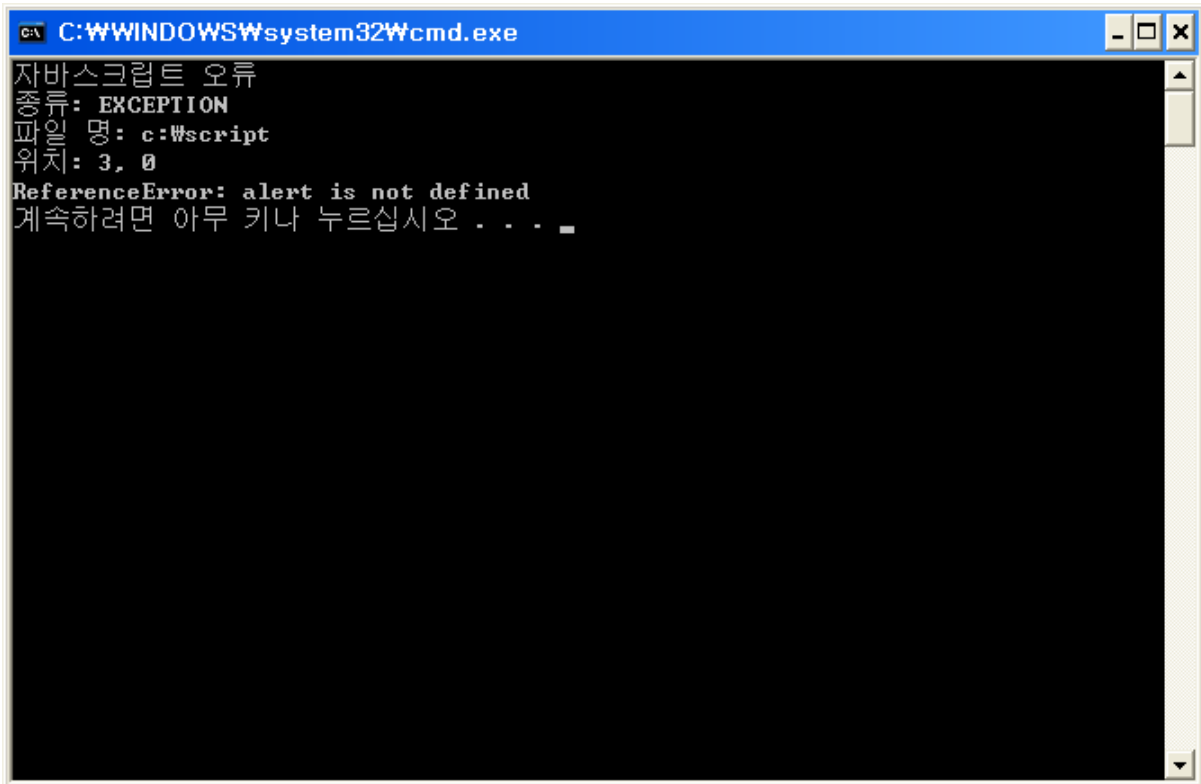 C:₩WINDOWS₩system32₩cmd.exe
자바스크립트 오류
종류: EXCEPTION
파일 명: c:₩script
위치: 3, 0
ReferenceError: alert is not defined
계속하려면 아무 키나 누르십시오 . . .